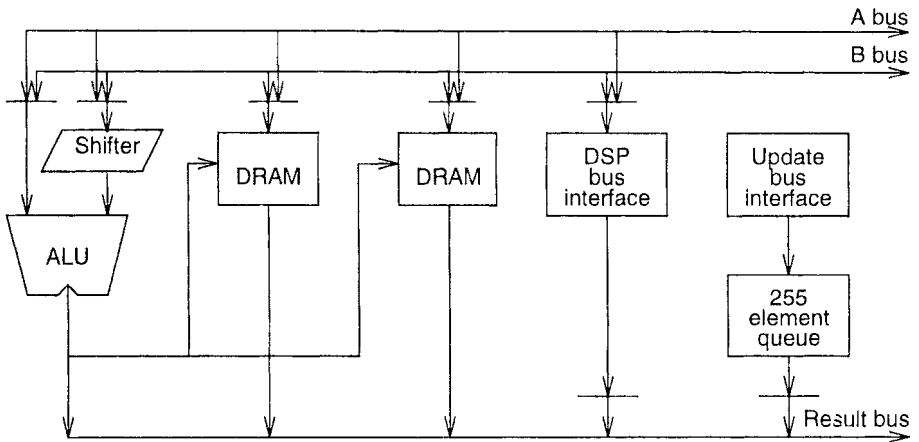 A bus
B bus
Shifter
DRAM
DRAM
DSP
bus
interface
Update
bus
interface
ALU
255
element
queue
Result bus